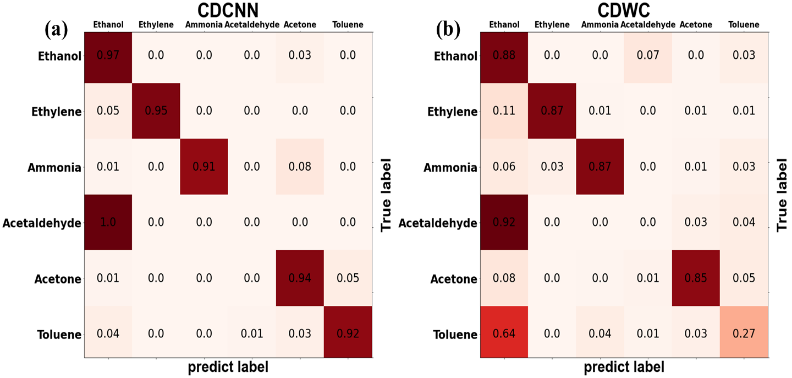 CDCNN
(a)
Ethanol Ethylene Ammonia Acetaldehyde Acetone Toluene
Ethanol 0.97 0.0 0.0 0.0 0.03 0.0
Ethylene 0.05 0.95 0.0 0.0 0.0 0.0
Ammonia 0.01 0.0 0.91 0.0 0.08 0.0
Acetaldehyde 1.0 0.0 0.0 0.0 0.0 0.0
Acetone 0.01 0.0 0.0 0.0 0.94 0.05
Toluene 0.04 0.0 0.0 0.01 0.03 0.92
True label
predict label
CDWC
(b)
Ethanol Ethylene Ammonia Acetaldehyde Acetone Toluene
Ethanol 0.88 0.0 0.0 0.07 0.0 0.03
Ethylene 0.11 0.87 0.01 0.0 0.01 0.01
Ammonia 0.06 0.03 0.87 0.0 0.01 0.03
Acetaldehyde 0.92 0.0 0.0 0.0 0.03 0.04
Acetone 0.08 0.0 0.0 0.01 0.85 0.05
Toluene 0.64 0.0 0.04 0.01 0.03 0.27
True label
predict label